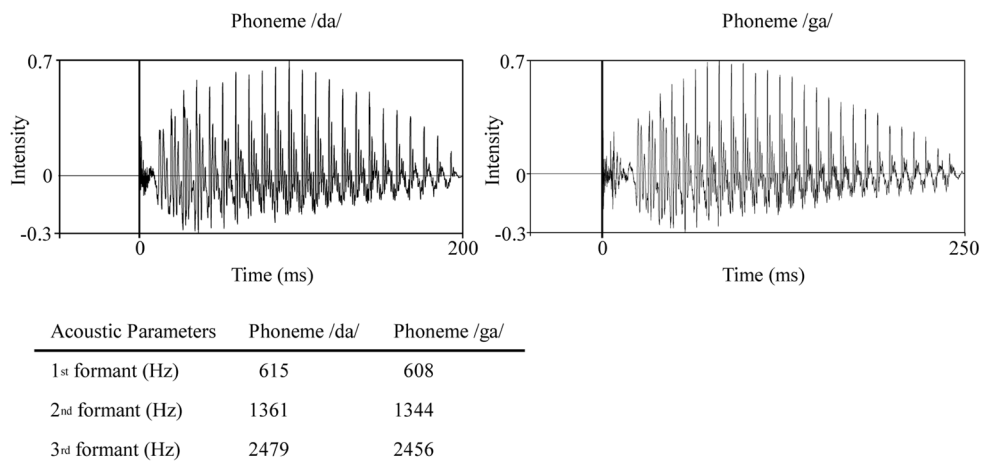 Phoneme /da/
0.7
Intensity
0
-0.3
0
200
Time (ms)
Phoneme /ga/
0.7
Intensity
0
-0.3
0
250
Time (ms)
Acoustic Parameters Phoneme /da/ Phoneme /ga/
1st formant (Hz) 615 608
2nd formant (Hz) 1361 1344
3rd formant (Hz) 2479 2456